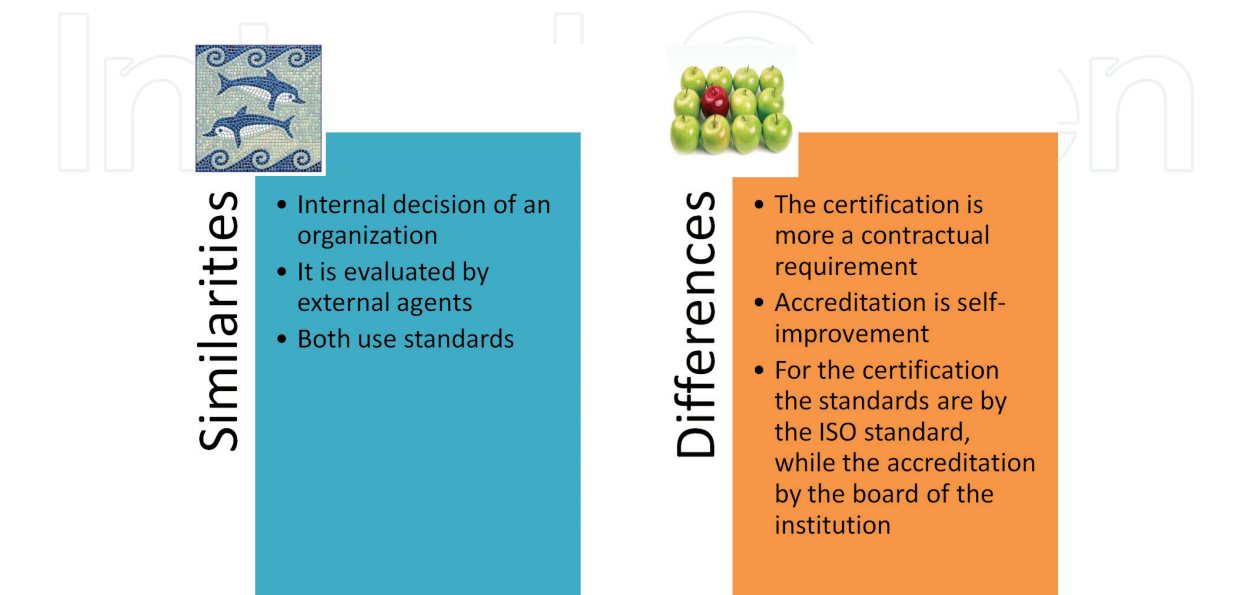 Similarities
• Internal decision of an
organization
• It is evaluated by
external agents
• Both use standards
Differences
• The certification is
more a contractual
requirement
• Accreditation is self-
improvement
• For the certification
the standards are by
the ISO standard,
while the accreditation
by the board of the
institution